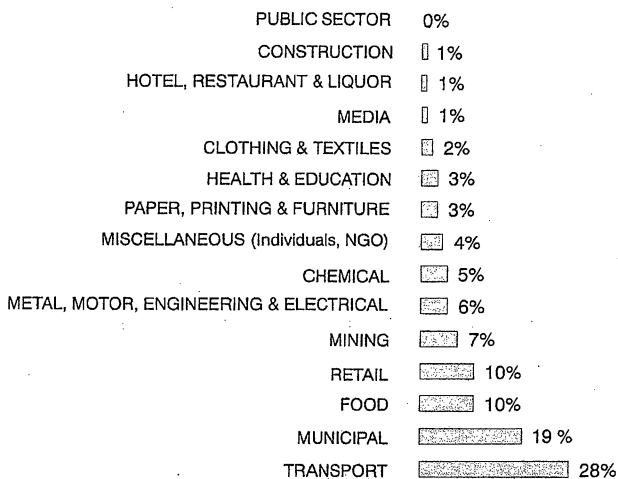 PUBLIC SECTOR 0%
CONSTRUCTION 1%
HOTEL, RESTAURANT & LIQUOR 1%
MEDIA 1%
CLOTHING & TEXTILES 2%
HEALTH & EDUCATION 3%
PAPER, PRINTING & FURNITURE 3%
MISCELLANEOUS (Individuals, NGO) 4%
CHEMICAL 5%
METAL, MOTOR, ENGINEERING & ELECTRICAL 6%
MINING 7%
RETAIL 10%
FOOD 10%
MUNICIPAL 19 %
TRANSPORT 28%